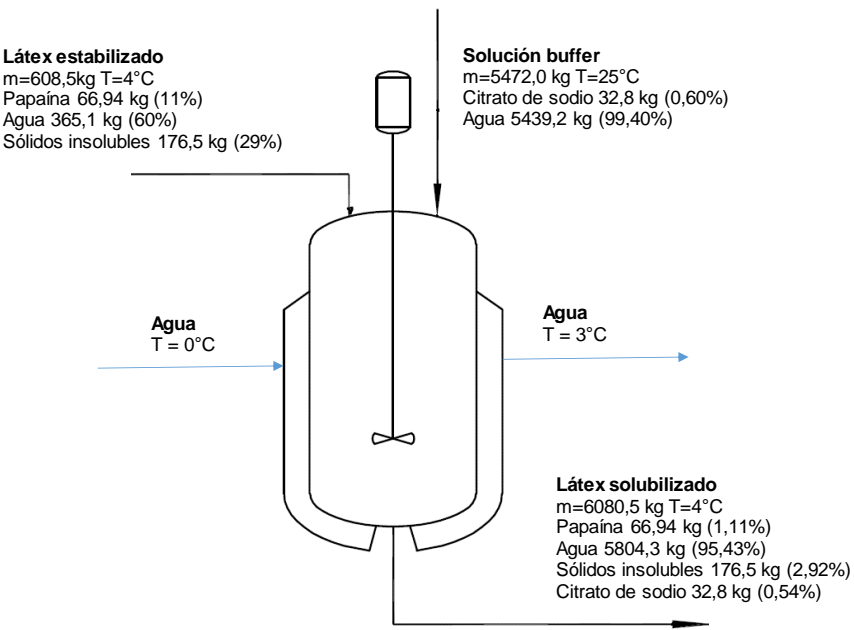 Látex estabilizado
m=608,5kg T=4°C
Papaína 66,94 kg (11%)
Agua 365,1 kg (60%)
Sólidos insolubles 176,5 kg (29%)
Solución buffer
m=5472,0 kg T=25°C
Citrato de sodio 32,8 kg (0,60%)
Agua 5439,2 kg (99,40%)
Agua
T = 0°C
Agua
T = 3°C
Látex solubilizado
m=6080,5 kg T=4°C
Papaína 66,94 kg (1,11%)
Agua 5804,3 kg (95,43%)
Sólidos insolubles 176,5 kg (2,92%)
Citrato de sodio 32,8 kg (0,54%)